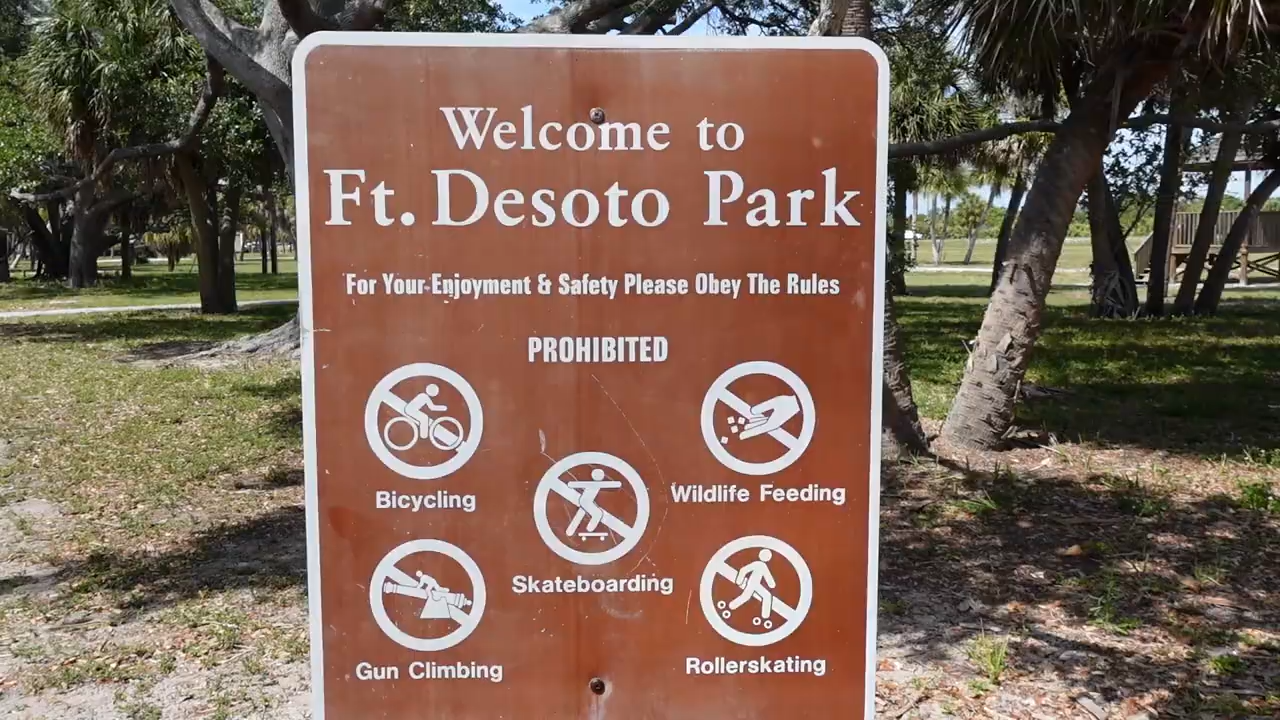 Welcome to
Ft. Desoto Park
For Your Enjoyment & Safety Please Obey The Rules
PROHIBITED
Bicycling
Wildlife Feeding
Skateboarding
Gun Climbing
Rollerskating